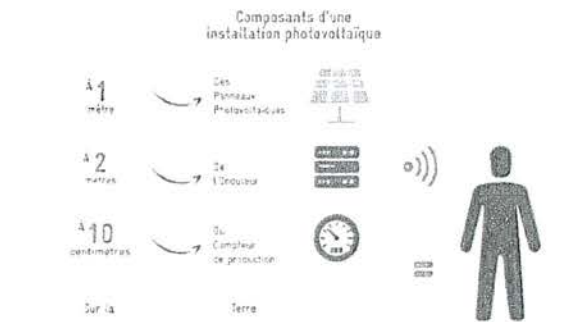 Composants d'une
installation photovoltaïque
À 1
mètre
Des
Panneaux
Photovoltaïques
À 2
mètres
De
L'Onduleur
À 10
centimètres
Du
Compteur
de production
Sur la
Terre